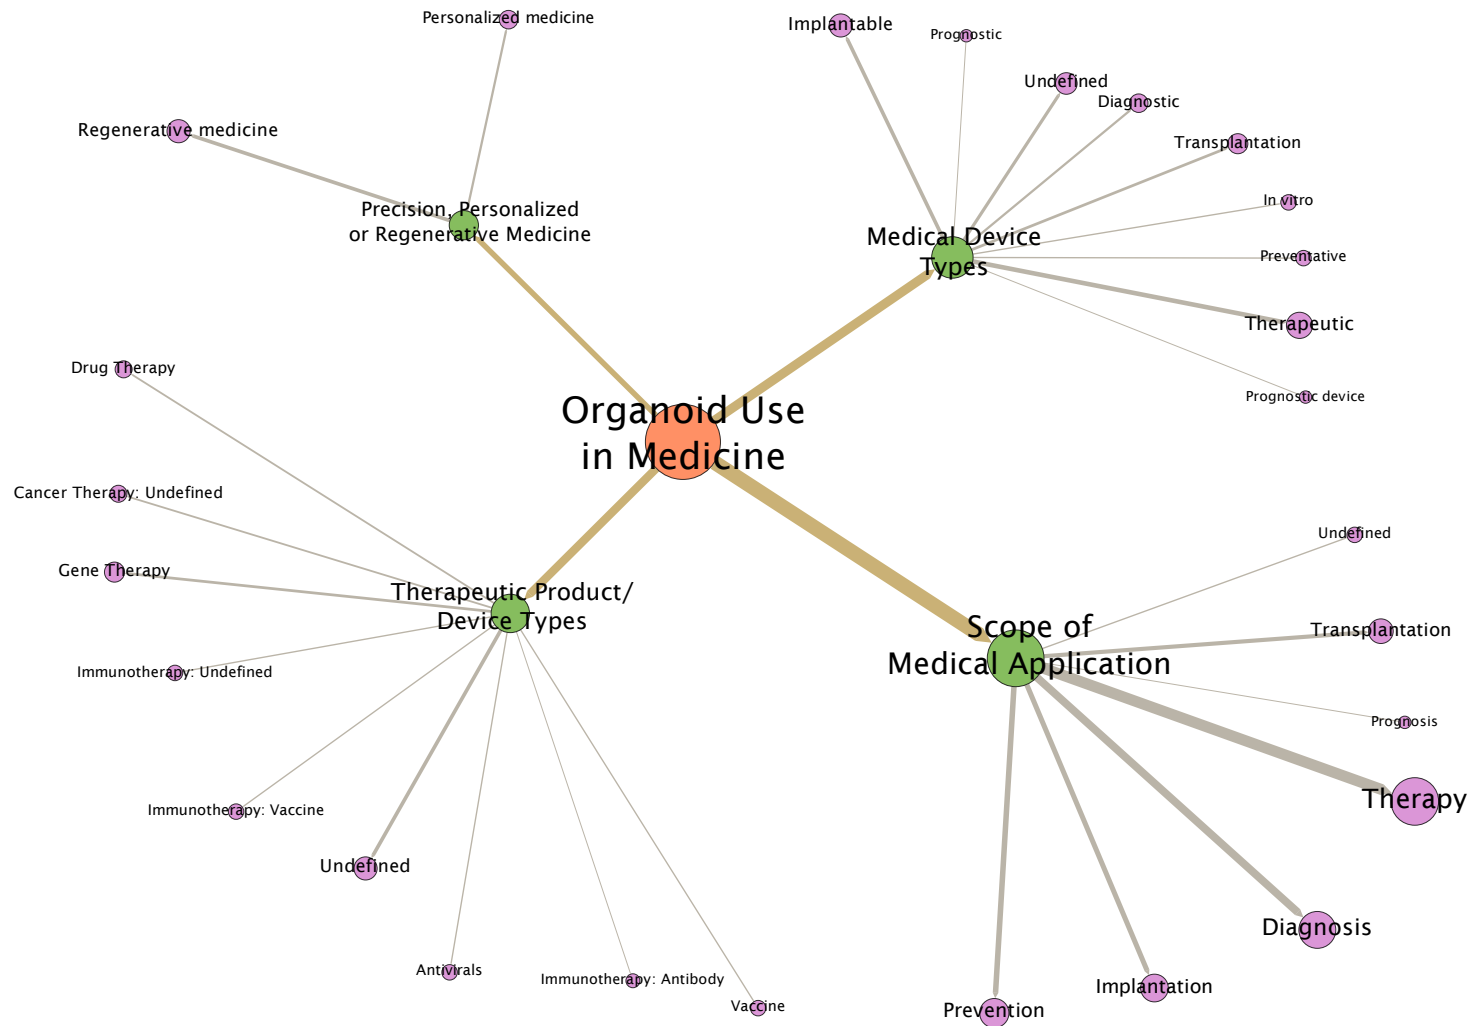 Personalized medicine
Implantable
Prognostic
Undefined
Diagnostic
Regenerative medicine
Transplantation
In vitro
Precision, Personalized
or Regenerative Medicine
Medical Device
Types
Preventative
Therapeutic
Drug Therapy
Prognostic device
Organoid Use
in Medicine
Cancer Therapy: Undefined
Undefined
Gene Therapy
Therapeutic Product/
Device Types
Scope of
Medical Application
Transplantation
Immunotherapy: Undefined
Prognosis
Therapy
Immunotherapy: Vaccine
Undefined
Diagnosis
Antivirals
Immunotherapy: Antibody
Implantation
Vaccine
Prevention